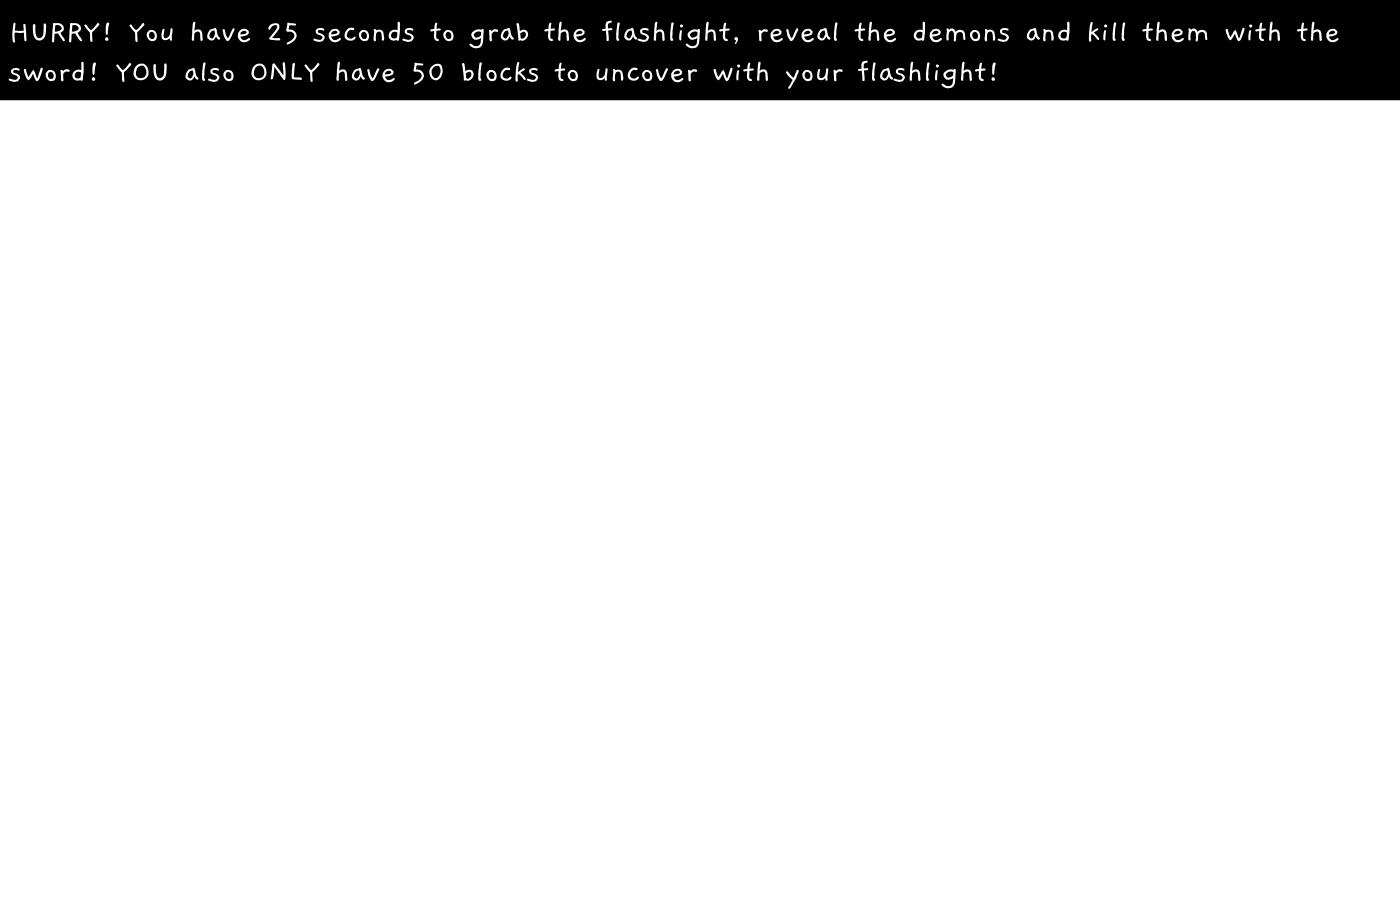 HURRY! You have 25 seconds to grab the flashlight, reveal the demons and kill them with the
sword! YOU also ONLY have 50 blocks to uncover with your flashlight!